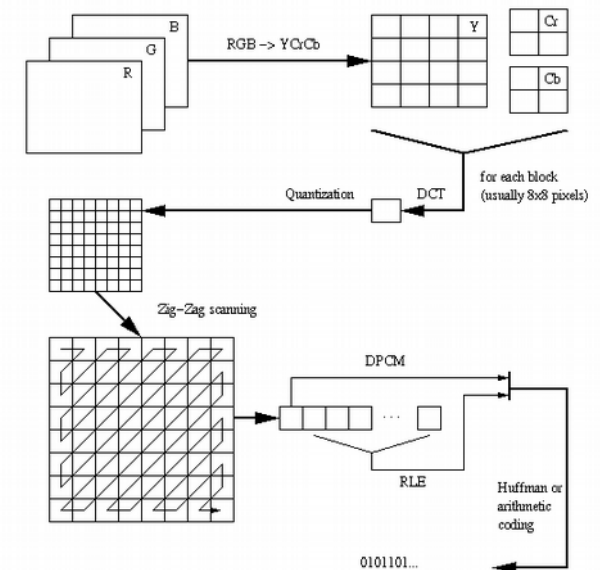 B
G
R
RGB -> YCrCb
Y
Cr
Cb
for each block
(usually 8x8 pixels)
DCT
Quantization
Zig-Zag scanning
DPCM
...
RLE
Huffman or
arithmetic
coding
0101101...